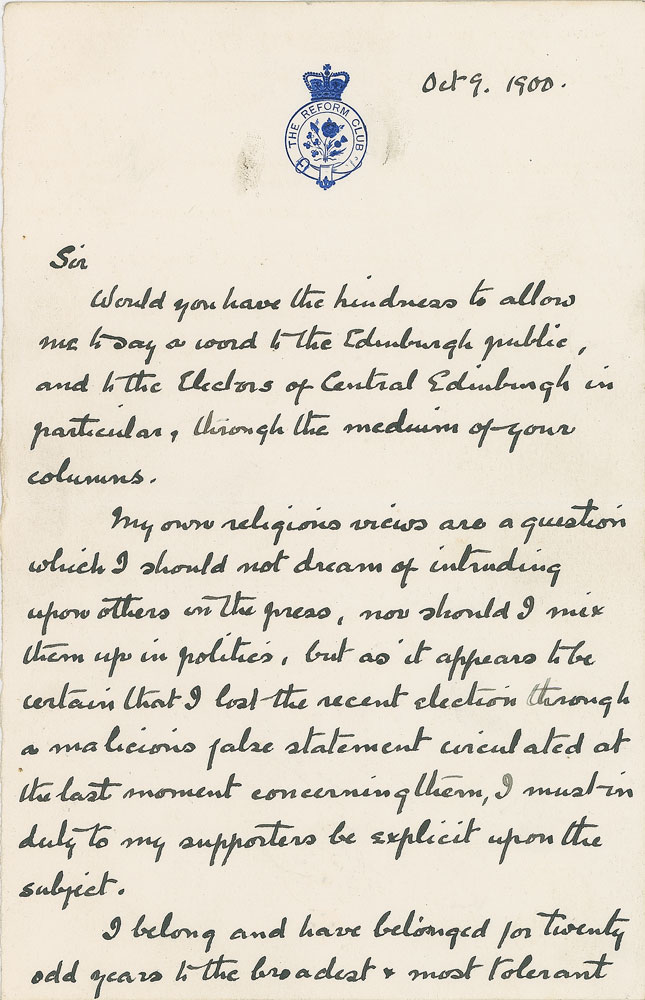 Oct 9. 1900.
THE REFORM CLUB
Sir
Would you have the kindness to allow
me to say a word to the Edinburgh public,
and to the Electors of Central Edinburgh in
particular, through the medium of your
columns.
My own religious views are a question
which I should not dream of intruding
upon others in the press, nor should I mix
them up in politics, but as it appears to be
certain that I lost the recent election through
a malicious false statement circulated at
the last moment concerning them, I must in
duty to my supporters be explicit upon the
subject.
I belong and have belonged for twenty
odd years to the broadest & most tolerant